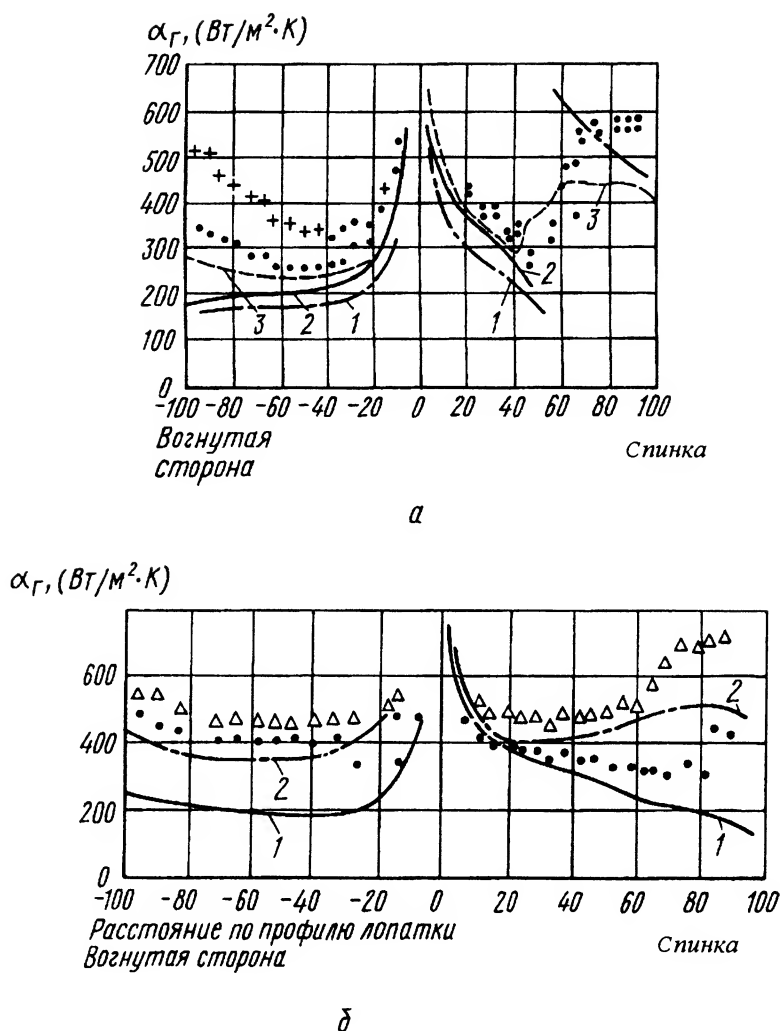 αг, (Вт/м²·К)
700
600
500
400
300
200
100
0
3
2
1
1
2
3
-100 -80 -60 -40 -20 0 20 40 60 80 100
Вогнутая
сторона
Спинка
а
αг, (Вт/м²·К)
600
400
200
0
2
1
2
1
-100 -80 -60 -40 -20 0 20 40 60 80 100
Расстояние по профилю лопатки
Вогнутая сторона
Спинка
б